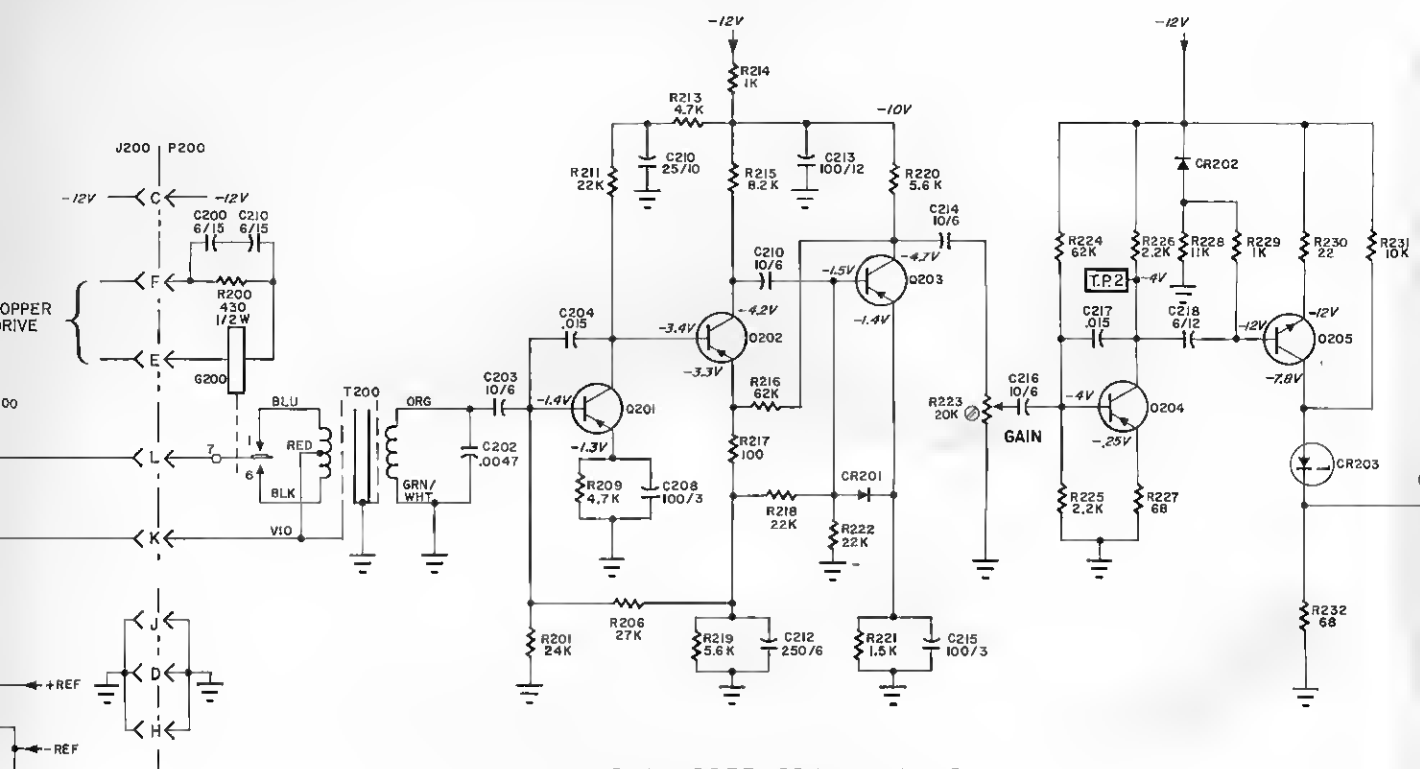 -12V
-12V
R214
1K
R213
4.7K
-10V
J200 P200
-12V C -12V
C200 C210
6/15 6/15
F
R200
430
1/2 W
OPPER
DRIVE
E
G200
R211
22K
C210
25/10
R215
8.2K
C213
100/12
R220
5.6K
C214
10/6
CR202
R224
62K
R226
2.2K
R228
11K
R229
1K
R230
22
R231
10K
T.P.2
-4V
C204
.015
C210
10/6
-1.5V
-4.7V
Q203
-1.4V
-4.2V
-3.4V
Q202
-3.3V
C217
.015
C218
6/12
-12V
-12V
Q205
-7.8V
00
BLU
T200
ORG
C203
10/6
-1.4V
Q201
-1.3V
R216
62K
R223
20K
C216
10/6
GAIN
-4V
Q204
-.25V
7
L
1
RED
6
BLK
C202
.0047
GRN/
WHT
R217
100
CR201
CR203
R209
4.7K
C208
100/3
R218
22K
R222
22K
R225
2.2K
R227
68
K
VIO
J
D
H
R206
27K
R201
24K
R219
5.6K
C212
250/6
R221
1.5K
C215
100/3
R232
68
+REF
-REF